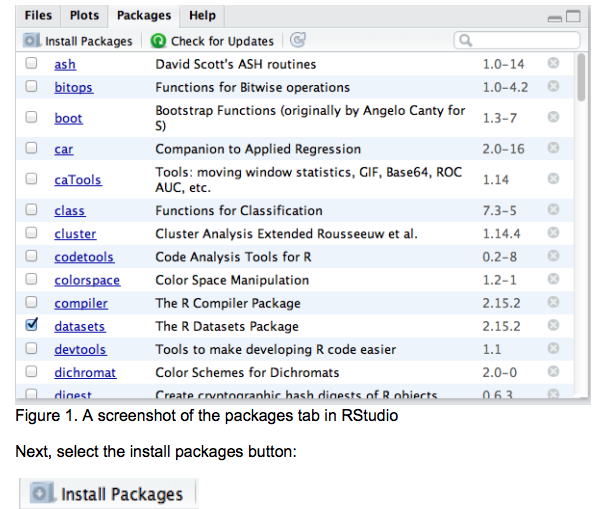 Files Plots Packages Help
Install Packages Check for Updates
ash David Scott's ASH routines 1.0-14
bitops Functions for Bitwise operations 1.0-4.2
boot Bootstrap Functions (originally by Angelo Canty for S) 1.3-7
car Companion to Applied Regression 2.0-16
caTools Tools: moving window statistics, GIF, Base64, ROC AUC, etc. 1.14
class Functions for Classification 7.3-5
cluster Cluster Analysis Extended Rousseeuw et al. 1.14.4
codetools Code Analysis Tools for R 0.2-8
colorspace Color Space Manipulation 1.2-1
compiler The R Compiler Package 2.15.2
datasets The R Datasets Package 2.15.2
devtools Tools to make developing R code easier 1.1
dichromat Color Schemes for Dichromats 2.0-0
digest Create cryptographic hash digests of R objects 0.6.3
Figure 1. A screenshot of the packages tab in RStudio
Next, select the install packages button:
Install Packages